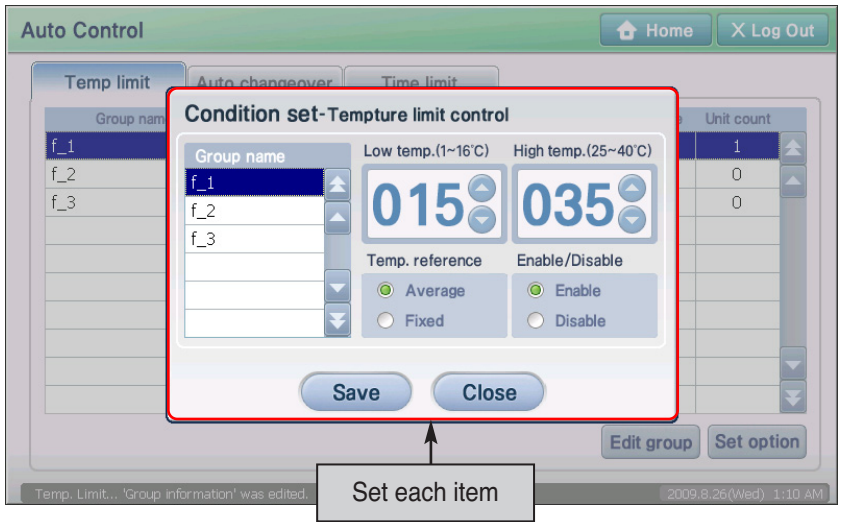 Auto Control
Home
X Log Out
Temp limit
Auto changeover
Time limit
Group nam
Unit count
f_1
1
f_2
0
f_3
0
Condition set-Tempture limit control
Group name
f_1
f_2
f_3
Low temp.(1~16°C)
High temp.(25~40°C)
015
035
Temp. reference
Enable/Disable
Average
Enable
Fixed
Disable
Save
Close
Edit group
Set option
Set each item
Temp. Limit... 'Group information' was edited.
2009.8.26(Wed) 1:10 AM